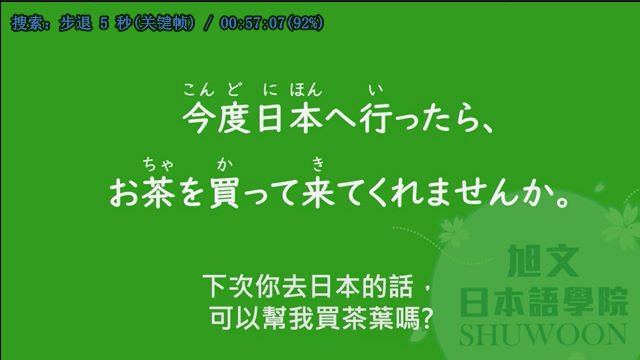 搜索: 步退 5 秒(关键帧) / 00:57:07(92%)
こん ど に ほん い
今度日本へ行ったら、
ちゃ か き
お茶を買って来てくれませんか。
下次你去日本的話，
可以幫我買茶葉嗎?
旭文
日本語學院
SHUWOON